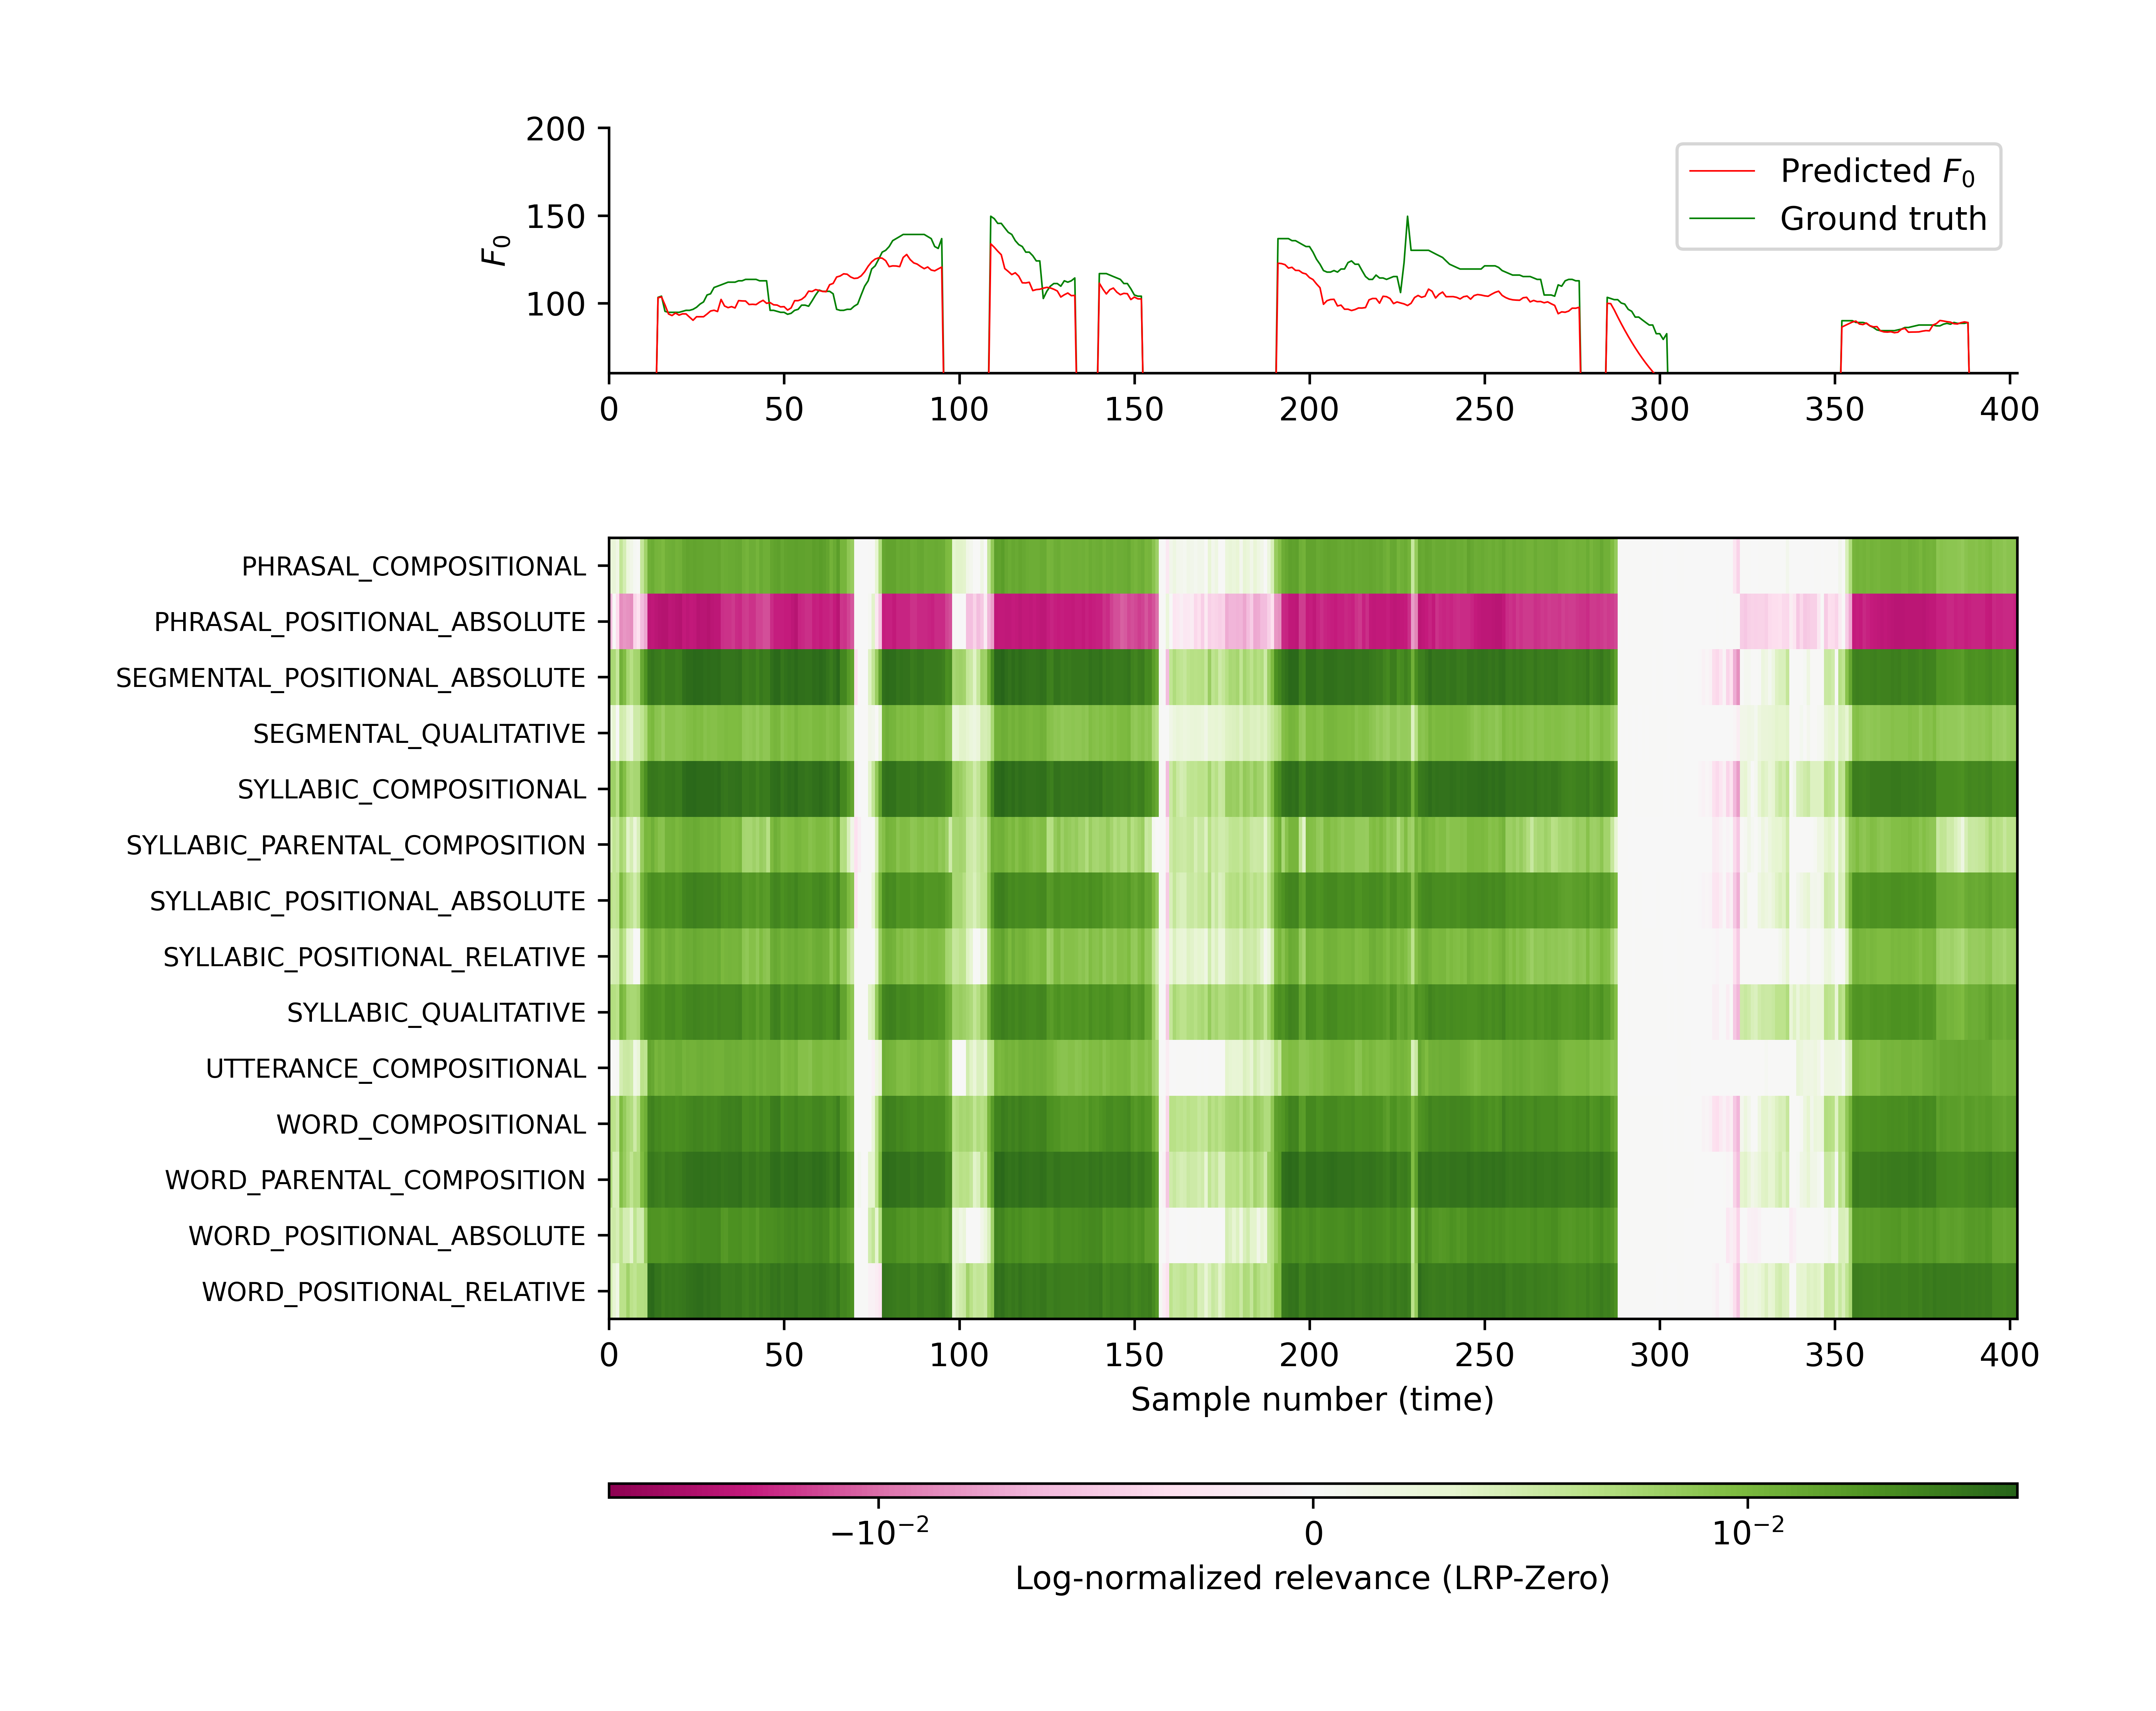 200
150
100
F₀
Predicted F₀
Ground truth
0 50 100 150 200 250 300 350 400
PHRASAL_COMPOSITIONAL
PHRASAL_POSITIONAL_ABSOLUTE
SEGMENTAL_POSITIONAL_ABSOLUTE
SEGMENTAL_QUALITATIVE
SYLLABIC_COMPOSITIONAL
SYLLABIC_PARENTAL_COMPOSITION
SYLLABIC_POSITIONAL_ABSOLUTE
SYLLABIC_POSITIONAL_RELATIVE
SYLLABIC_QUALITATIVE
UTTERANCE_COMPOSITIONAL
WORD_COMPOSITIONAL
WORD_PARENTAL_COMPOSITION
WORD_POSITIONAL_ABSOLUTE
WORD_POSITIONAL_RELATIVE
0 50 100 150 200 250 300 350 400
Sample number (time)
−10⁻² 0 10⁻²
Log-normalized relevance (LRP-Zero)